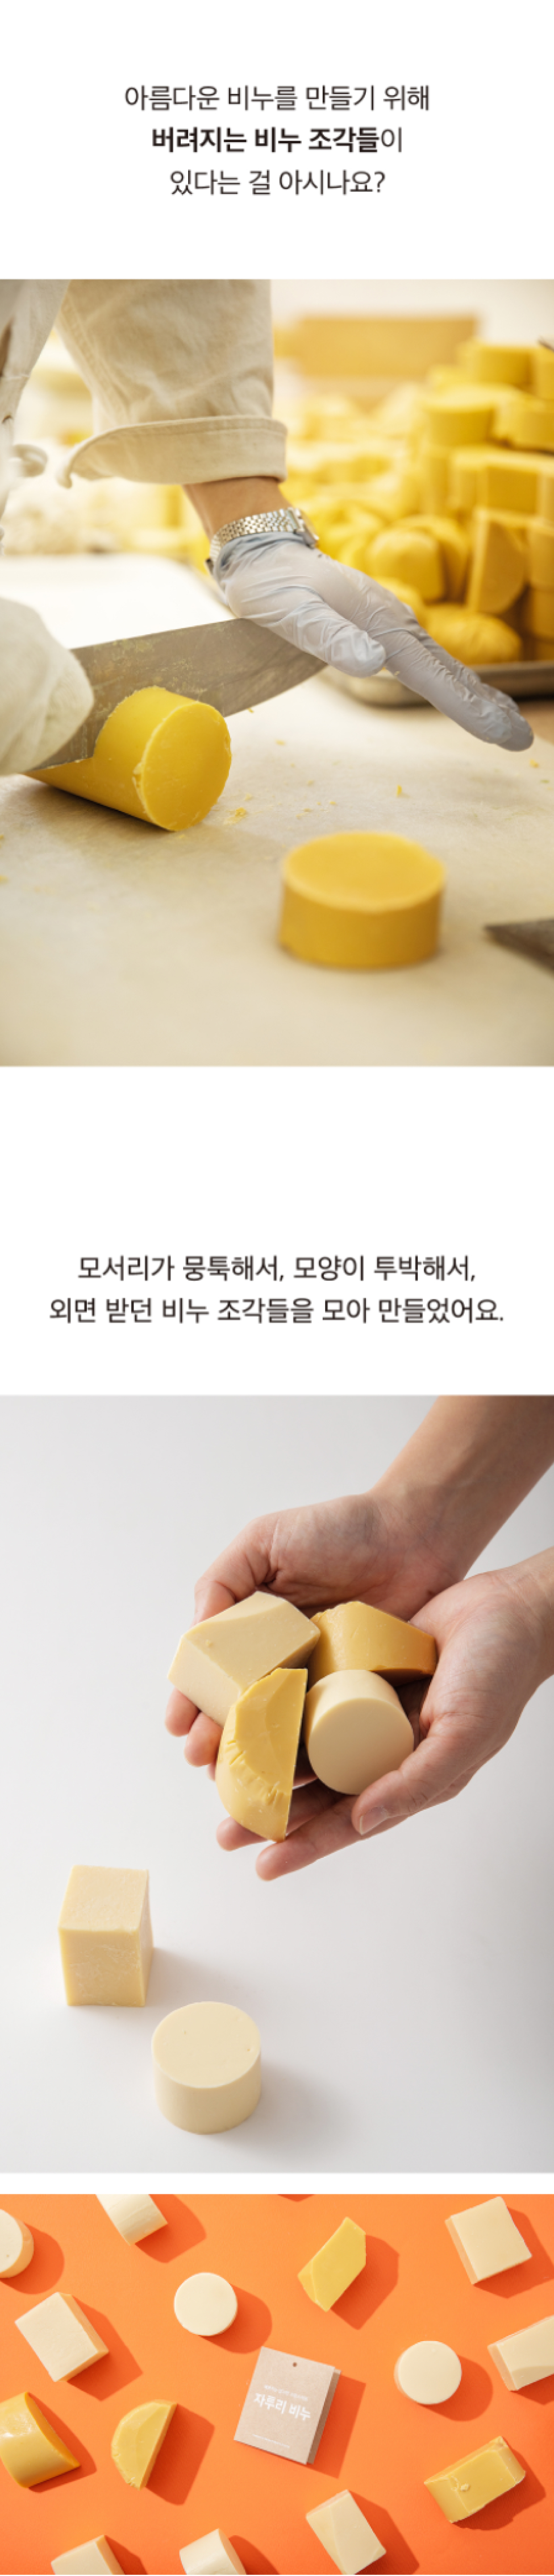 아름다운 비누를 만들기 위해
버려지는 비누 조각들이
있다는 걸 아시나요?
모서리가 뭉툭해서, 모양이 투박해서,
외면 받던 비누 조각들을 모아 만들었어요.
자투리 비누